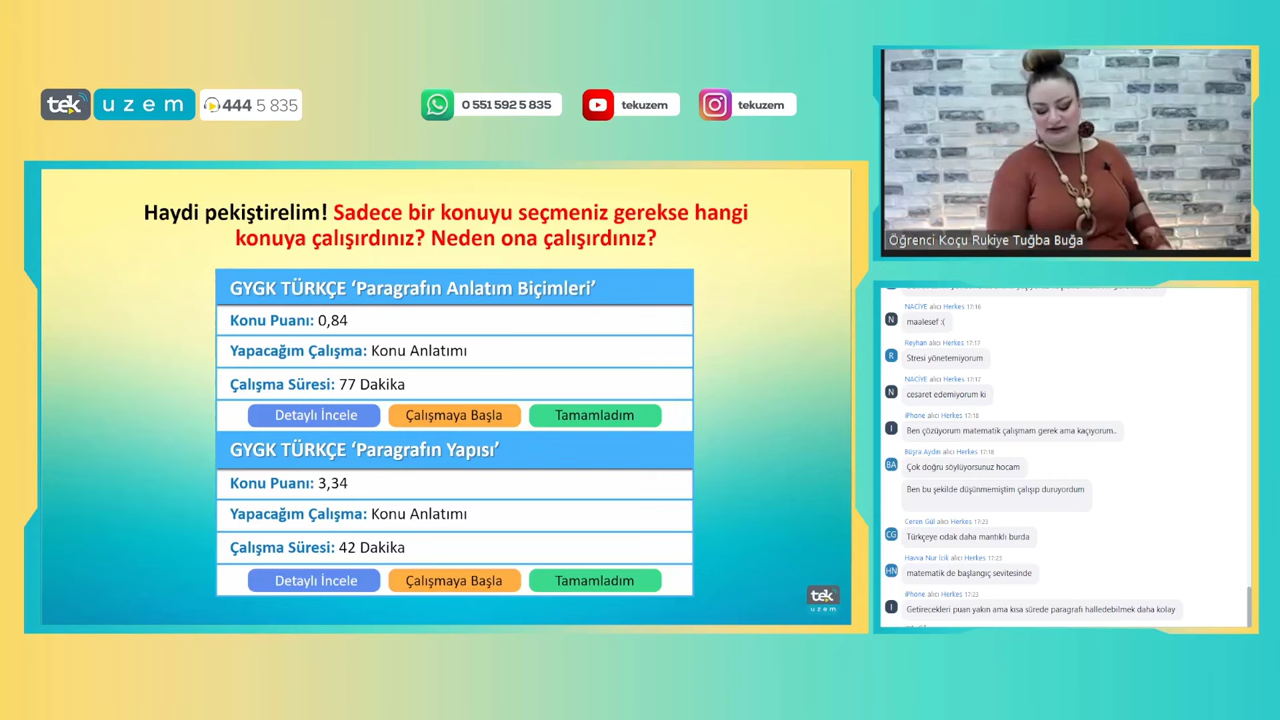 tek uzem 444 5 835
0 551 592 5 835
tekuzem
tekuzem
Haydi pekiştirelim! Sadece bir konuyu seçmeniz gerekse hangi
konuya çalışırdınız? Neden ona çalışırdınız?
GYGK TÜRKÇE ‘Paragrafın Anlatım Biçimleri’
Konu Puanı: 0,84
Yapacağım Çalışma: Konu Anlatımı
Çalışma Süresi: 77 Dakika
Detaylı İncele Çalışmaya Başla Tamamladım
GYGK TÜRKÇE ‘Paragrafın Yapısı’
Konu Puanı: 3,34
Yapacağım Çalışma: Konu Anlatımı
Çalışma Süresi: 42 Dakika
Detaylı İncele Çalışmaya Başla Tamamladım
tek
uzem
Öğrenci Koçu Rukiye Tuğba Buğa
NACİYE alıcı Herkes 17:16
N maalesef :(
Reyhan alıcı Herkes 17:17
R Stresi yönetemiyorum
NACİYE alıcı Herkes 17:17
N cesaret edemiyorum ki
iPhone alıcı Herkes 17:18
I Ben çözüyorum matematik çalışmam gerek ama kaçıyorum..
Büşra Aydın alıcı Herkes 17:18
BA Çok doğru söylüyorsunuz hocam
Ben bu şekilde düşünmemiştim çalışıp duruyordum
Ceren Gül alıcı Herkes 17:23
CG Türkçeye odak daha mantıklı burda
Havva Nur Icik alıcı Herkes 17:23
HN matematik de başlangıç sevitesinde
iPhone alıcı Herkes 17:23
I Getirecekleri puan yakın ama kısa sürede paragrafı halledebilmek daha kolay